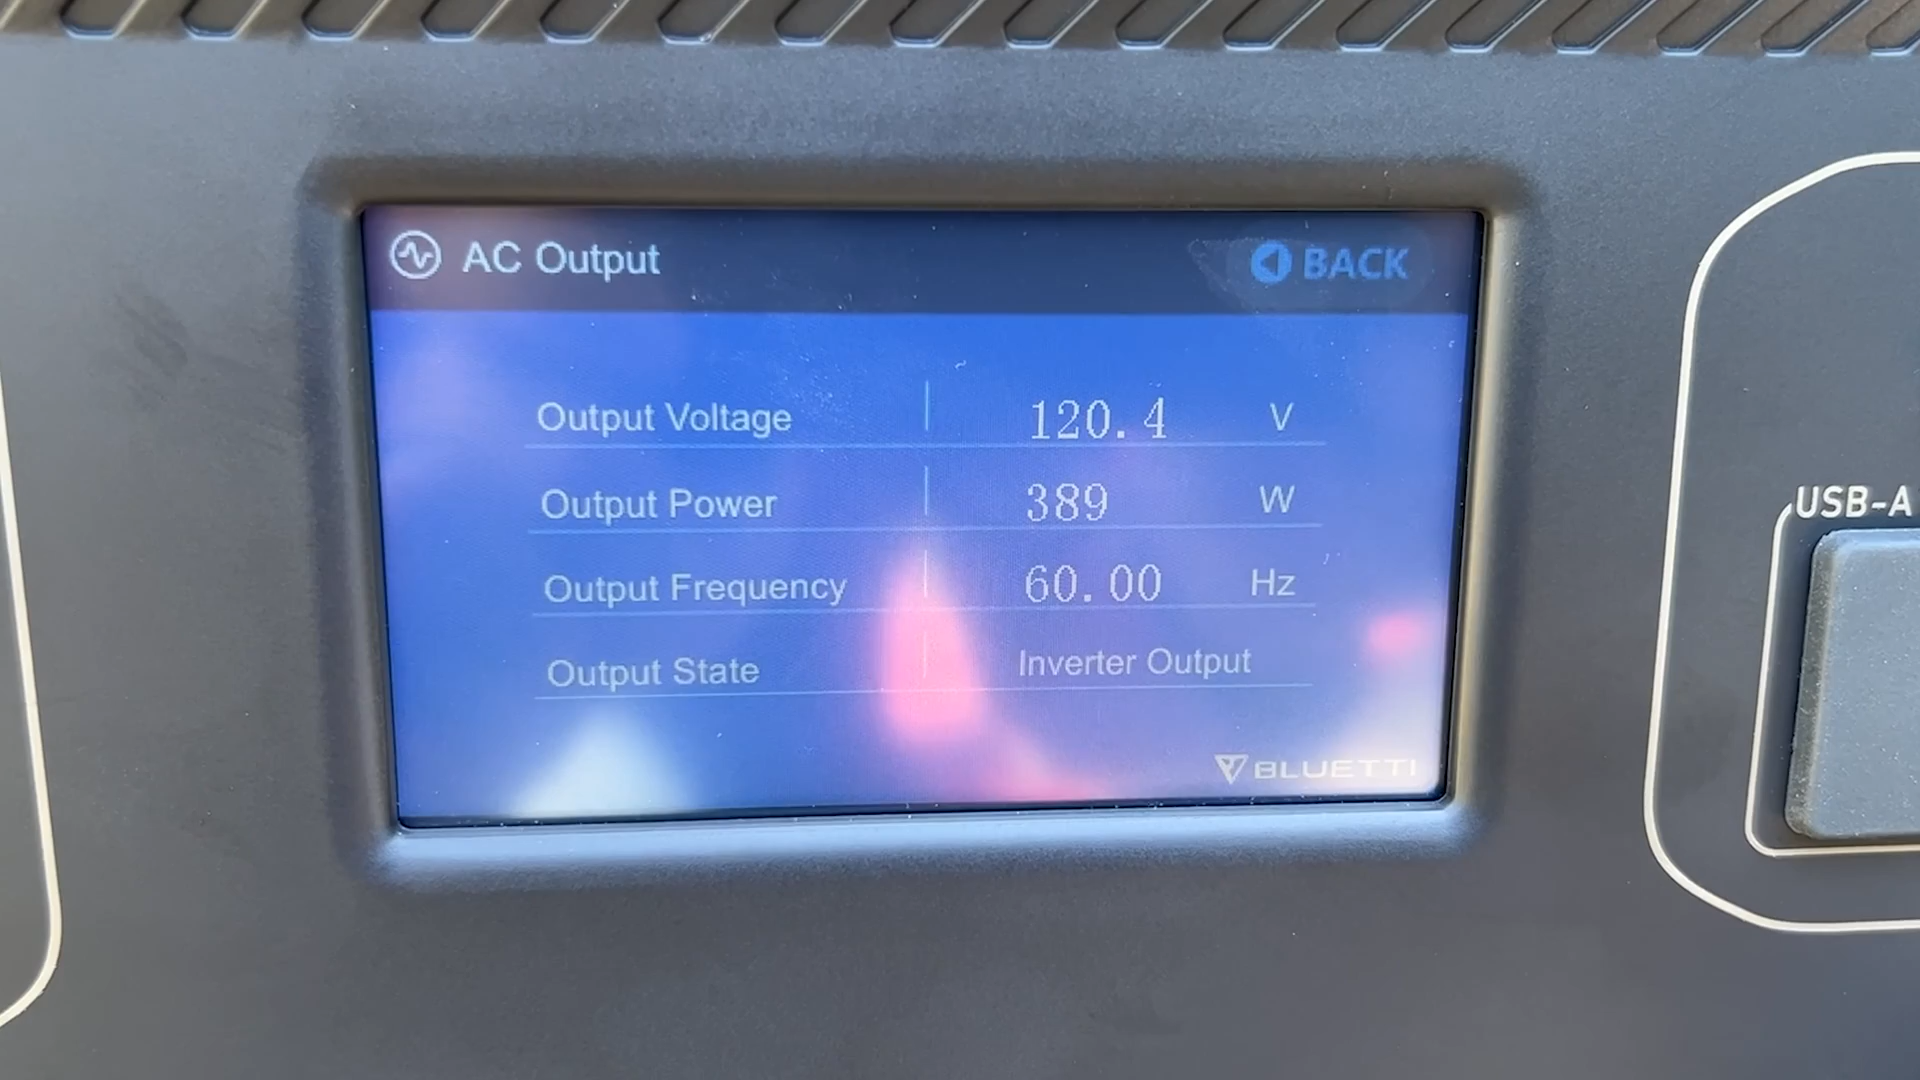 AC Output
BACK
Output Voltage 120.4 V
Output Power 389 W
Output Frequency 60.00 Hz
Output State Inverter Output
BLUETTI
USB-A